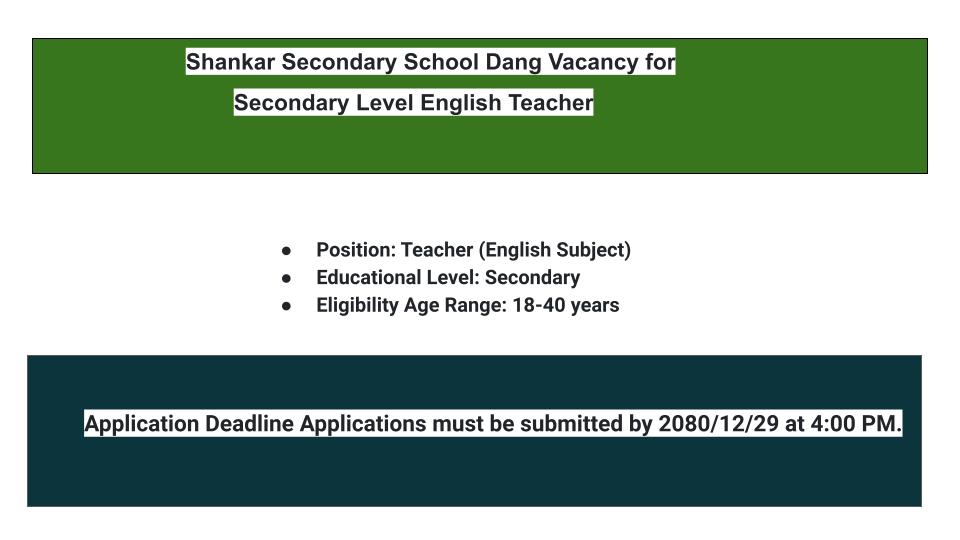 Shankar Secondary School Dang Vacancy for
Secondary Level English Teacher
● Position: Teacher (English Subject)
● Educational Level: Secondary
● Eligibility Age Range: 18-40 years
Application Deadline Applications must be submitted by 2080/12/29 at 4:00 PM.